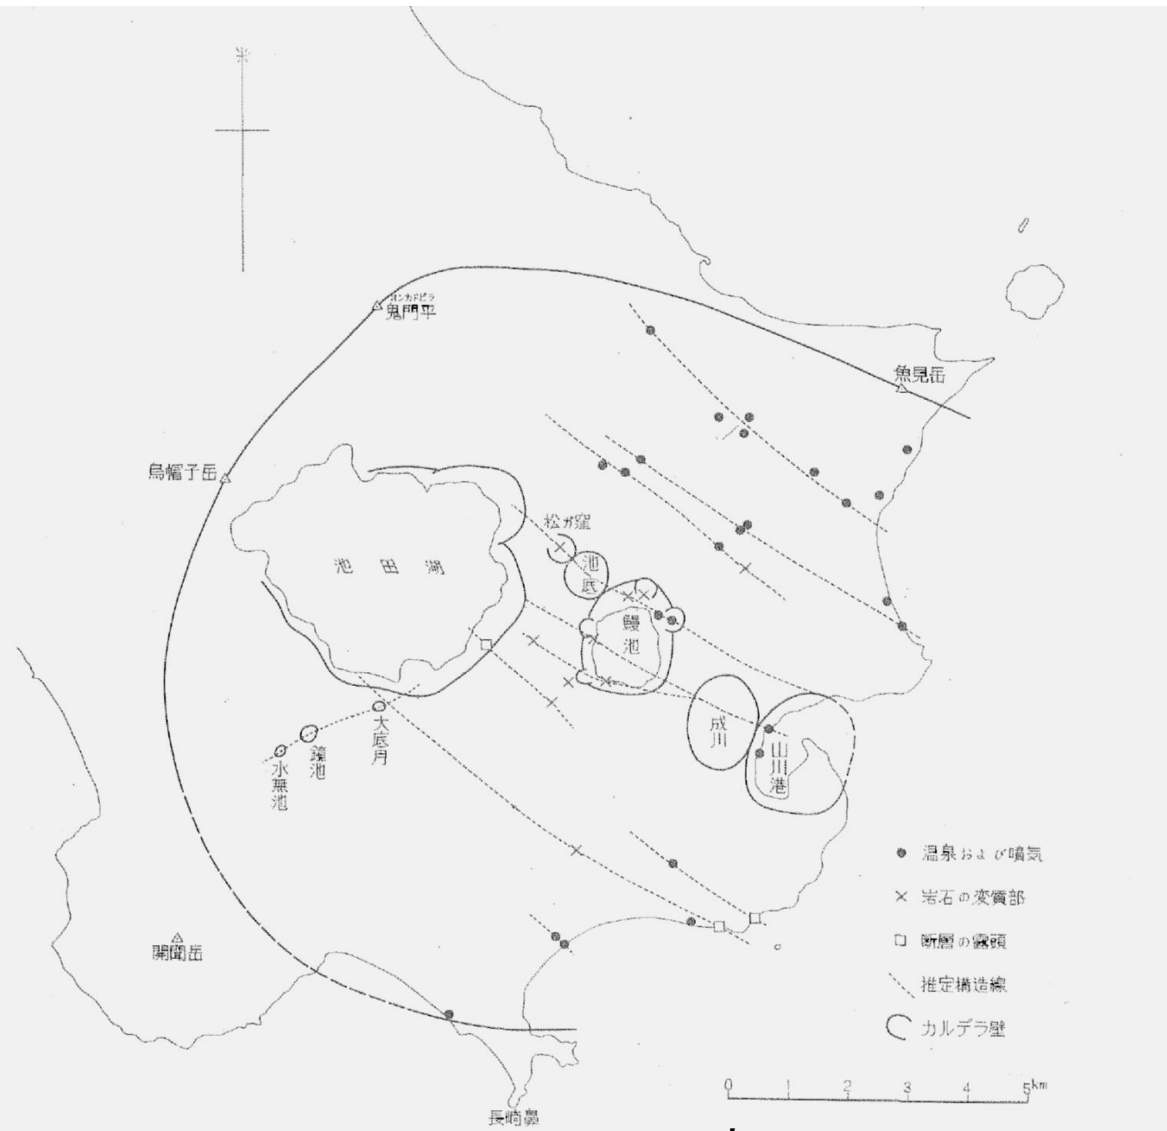 オンカドビラ
鬼門平
魚見岳
烏帽子岳
松ガ窪
池田湖
池底
鰻池
成川
山川港
大底月
鏡池
水無池
開聞岳
長崎鼻
温泉および噴気
岩石の変質部
断層の露頭
推定構造線
カルデラ壁
0 1 2 3 4 5km